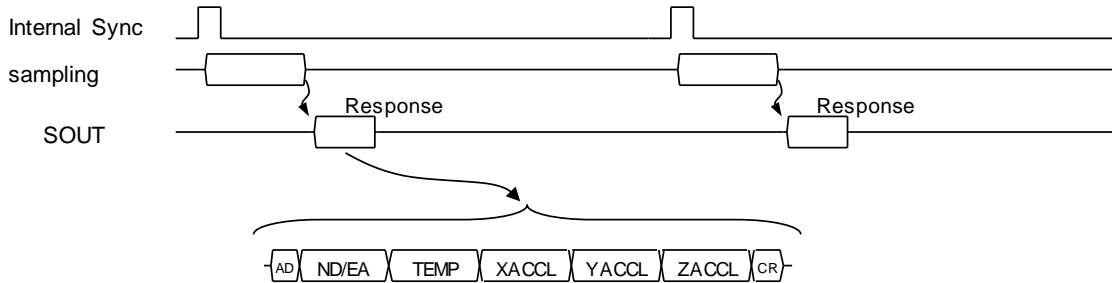 Internal Sync
sampling
Response
Response
SOUT
AD ND/EA TEMP XACCL YACCL ZACCL CR